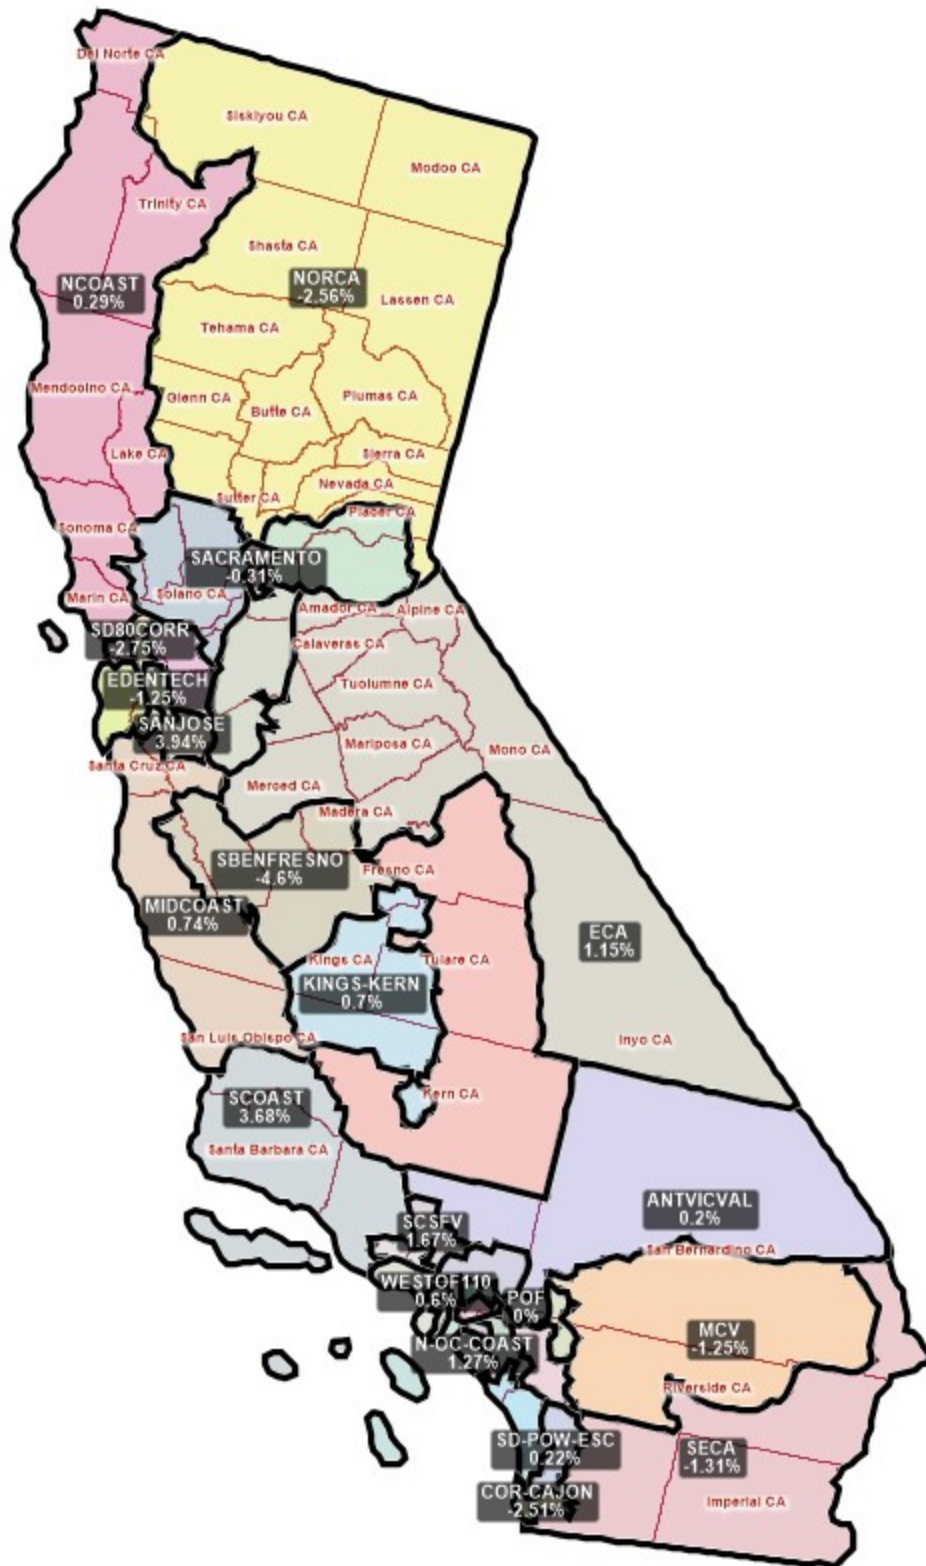 Del Norte CA
Siskiyou CA
Modoc CA
Trinity CA
Shasta CA
NCOAST
0.29%
NORCA
-2.56%
Lassen CA
Tehama CA
Mendocino CA
Glenn CA
Butte CA
Plumas CA
Lake CA
Sierra CA
Nevada CA
Sutter CA
Placer CA
Sonoma CA
SACRAMENTO
-0.31%
Marin CA
Solano CA
Amador CA
Alpine CA
SD80CORR
-2.75%
Calaveras CA
EDENTECH
-1.25%
Tuolumne CA
SANJOSE
3.94%
Mariposa CA
Mono CA
Santa Cruz CA
Merced CA
Madera CA
SBENFRESNO
-4.6%
Fresno CA
MIDCOAST
0.74%
ECA
1.15%
Kings CA
Tulare CA
KINGS-KERN
0.7%
San Luis Obispo CA
Inyo CA
SCOAST
3.68%
Kern CA
Santa Barbara CA
ANTVICVAL
0.2%
SCSFV
1.67%
San Bernardino CA
WESTOF110
0.6%
POF
0%
N-OC-COAST
1.27%
MCV
-1.25%
Riverside CA
SD-POW-ESC
0.22%
SECA
-1.31%
COR-CAJON
-2.51%
Imperial CA